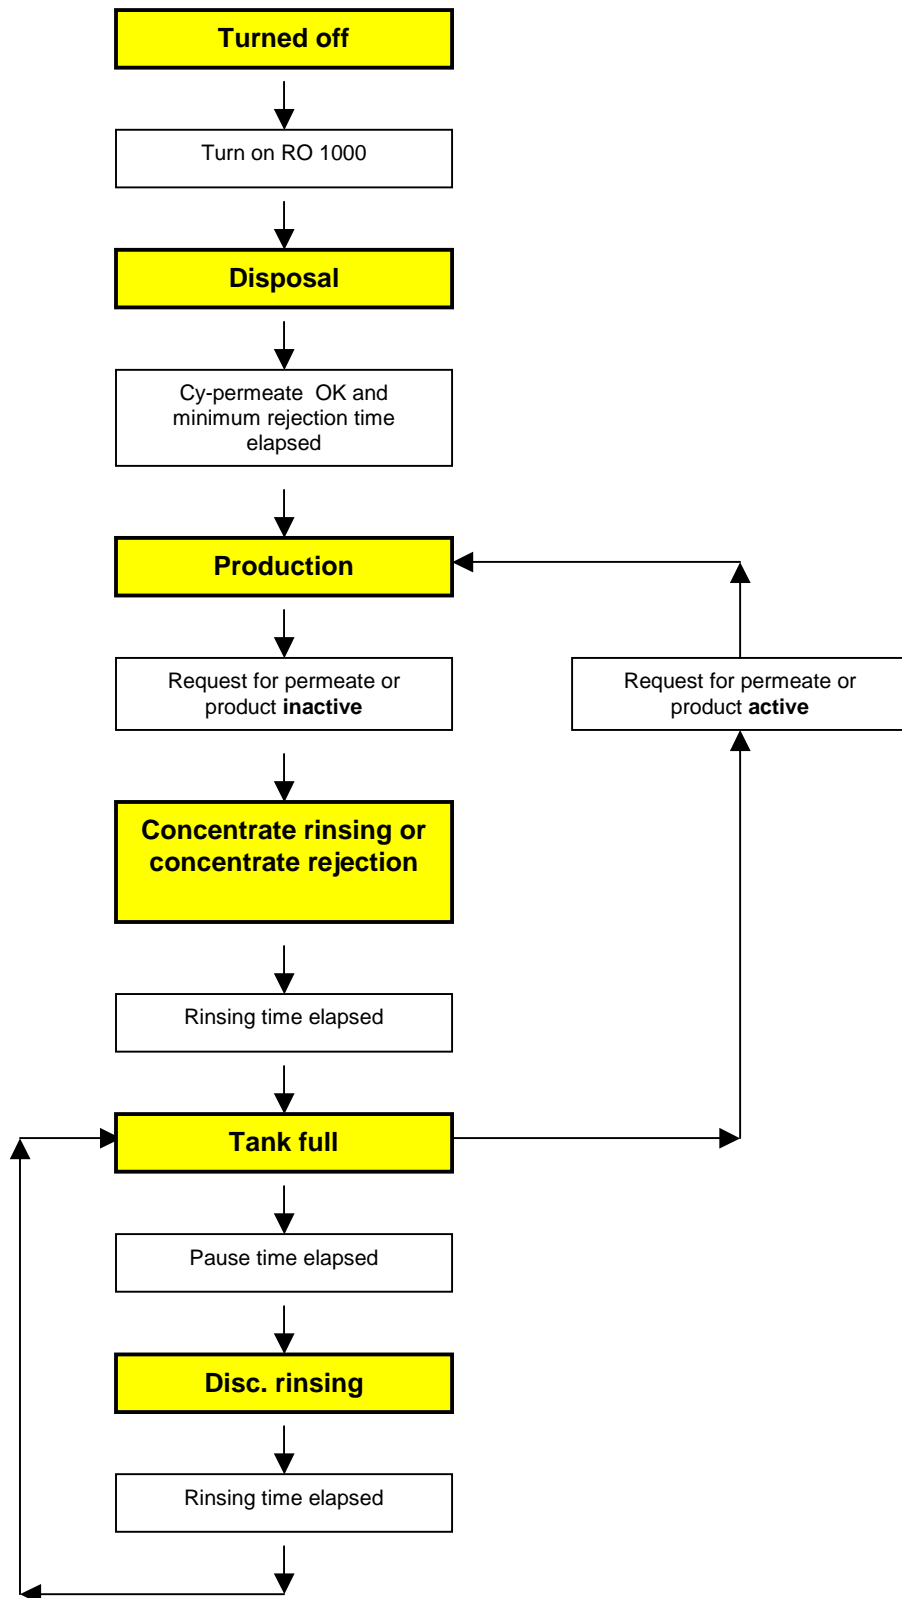 Turned off
Turn on RO 1000
Disposal
Cy-permeate  OK and
minimum rejection time
elapsed
Production
Request for permeate or
product inactive
Request for permeate or
product active
Concentrate rinsing or
concentrate rejection
Rinsing time elapsed
Tank full
Pause time elapsed
Disc. rinsing
Rinsing time elapsed